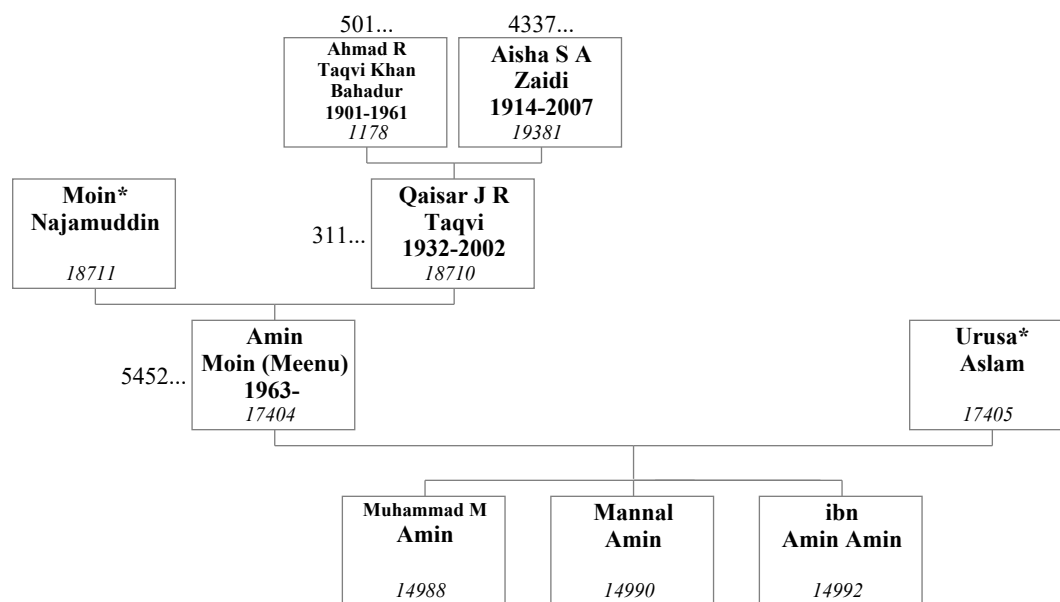 501...
4337...
Ahmad R
Taqvi Khan
Bahadur
1901-1961
1178
Aisha S A
Zaidi
1914-2007
19381
Moin*
Najamuddin
18711
311...
Qaisar J R
Taqvi
1932-2002
18710
5452...
Amin
Moin (Meenu)
1963-
17404
Urusa*
Aslam
17405
Muhammad M
Amin
14988
Mannal
Amin
14990
ibn
Amin Amin
14992